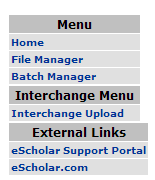 Menu
Home
File Manager
Batch Manager
Interchange Menu
Interchange Upload
External Links
eScholar Support Portal
eScholar.com